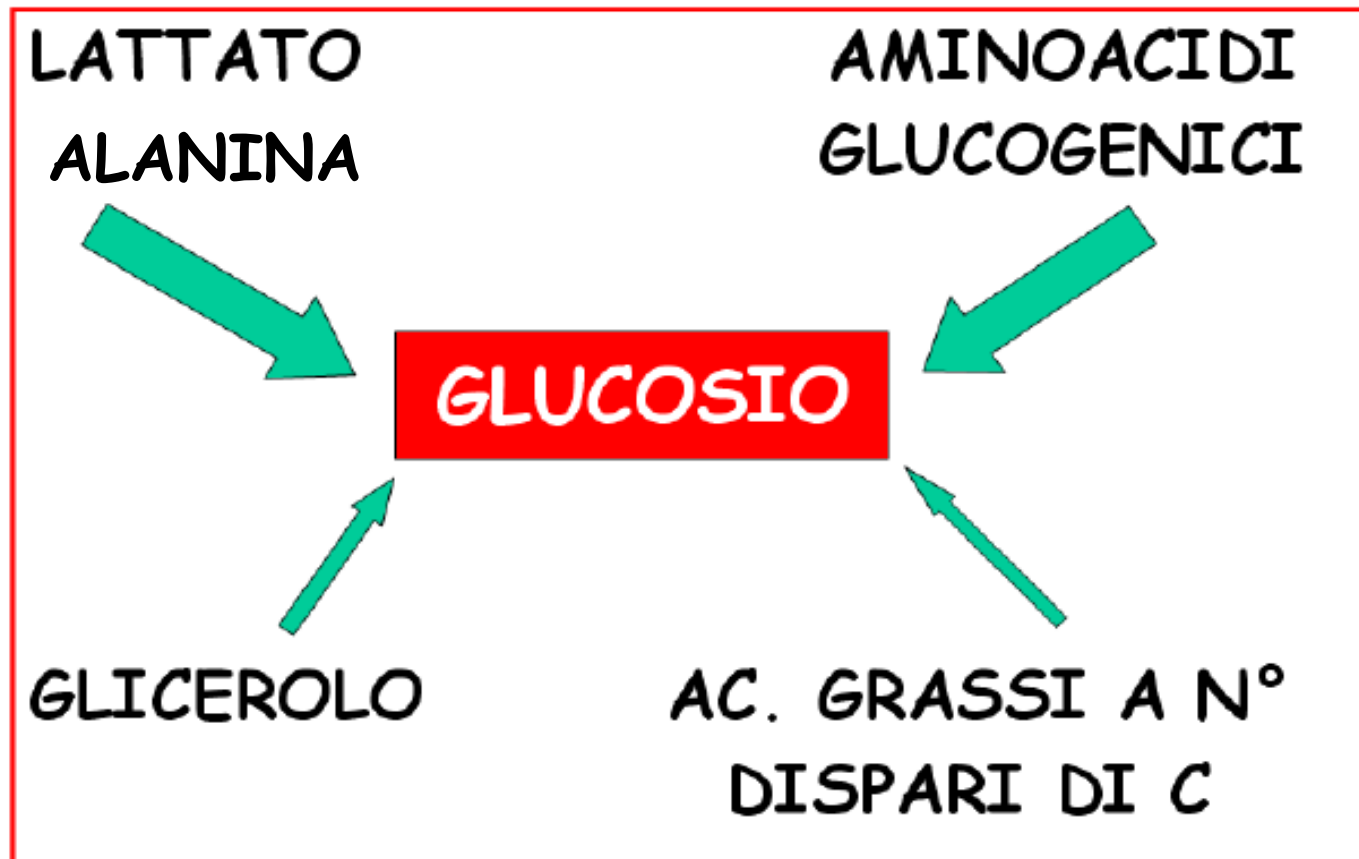 LATTATO
ALANINA
AMINOACIDI
GLUCOGENICI
GLUCOSIO
GLICEROLO
AC. GRASSI A N°
DISPARI DI C